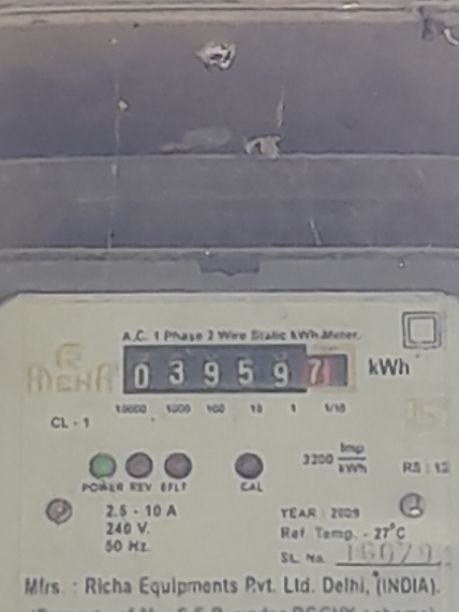 A.C. 1 Phase 2 Wire Static kWh Meter.
R
RICHA
0 3 9 5 9 7
kWh
10000 1000 100 10 1 1/10
CL - 1
3200 Imp/kWh
RS : 12
POWER REV EFLT CAL
2.5 - 10 A
240 V.
50 Hz.
YEAR : 2009
Ref. Temp. - 27°C
SL No.
Mfrs. : Richa Equipments Pvt. Ltd. Delhi, (INDIA).